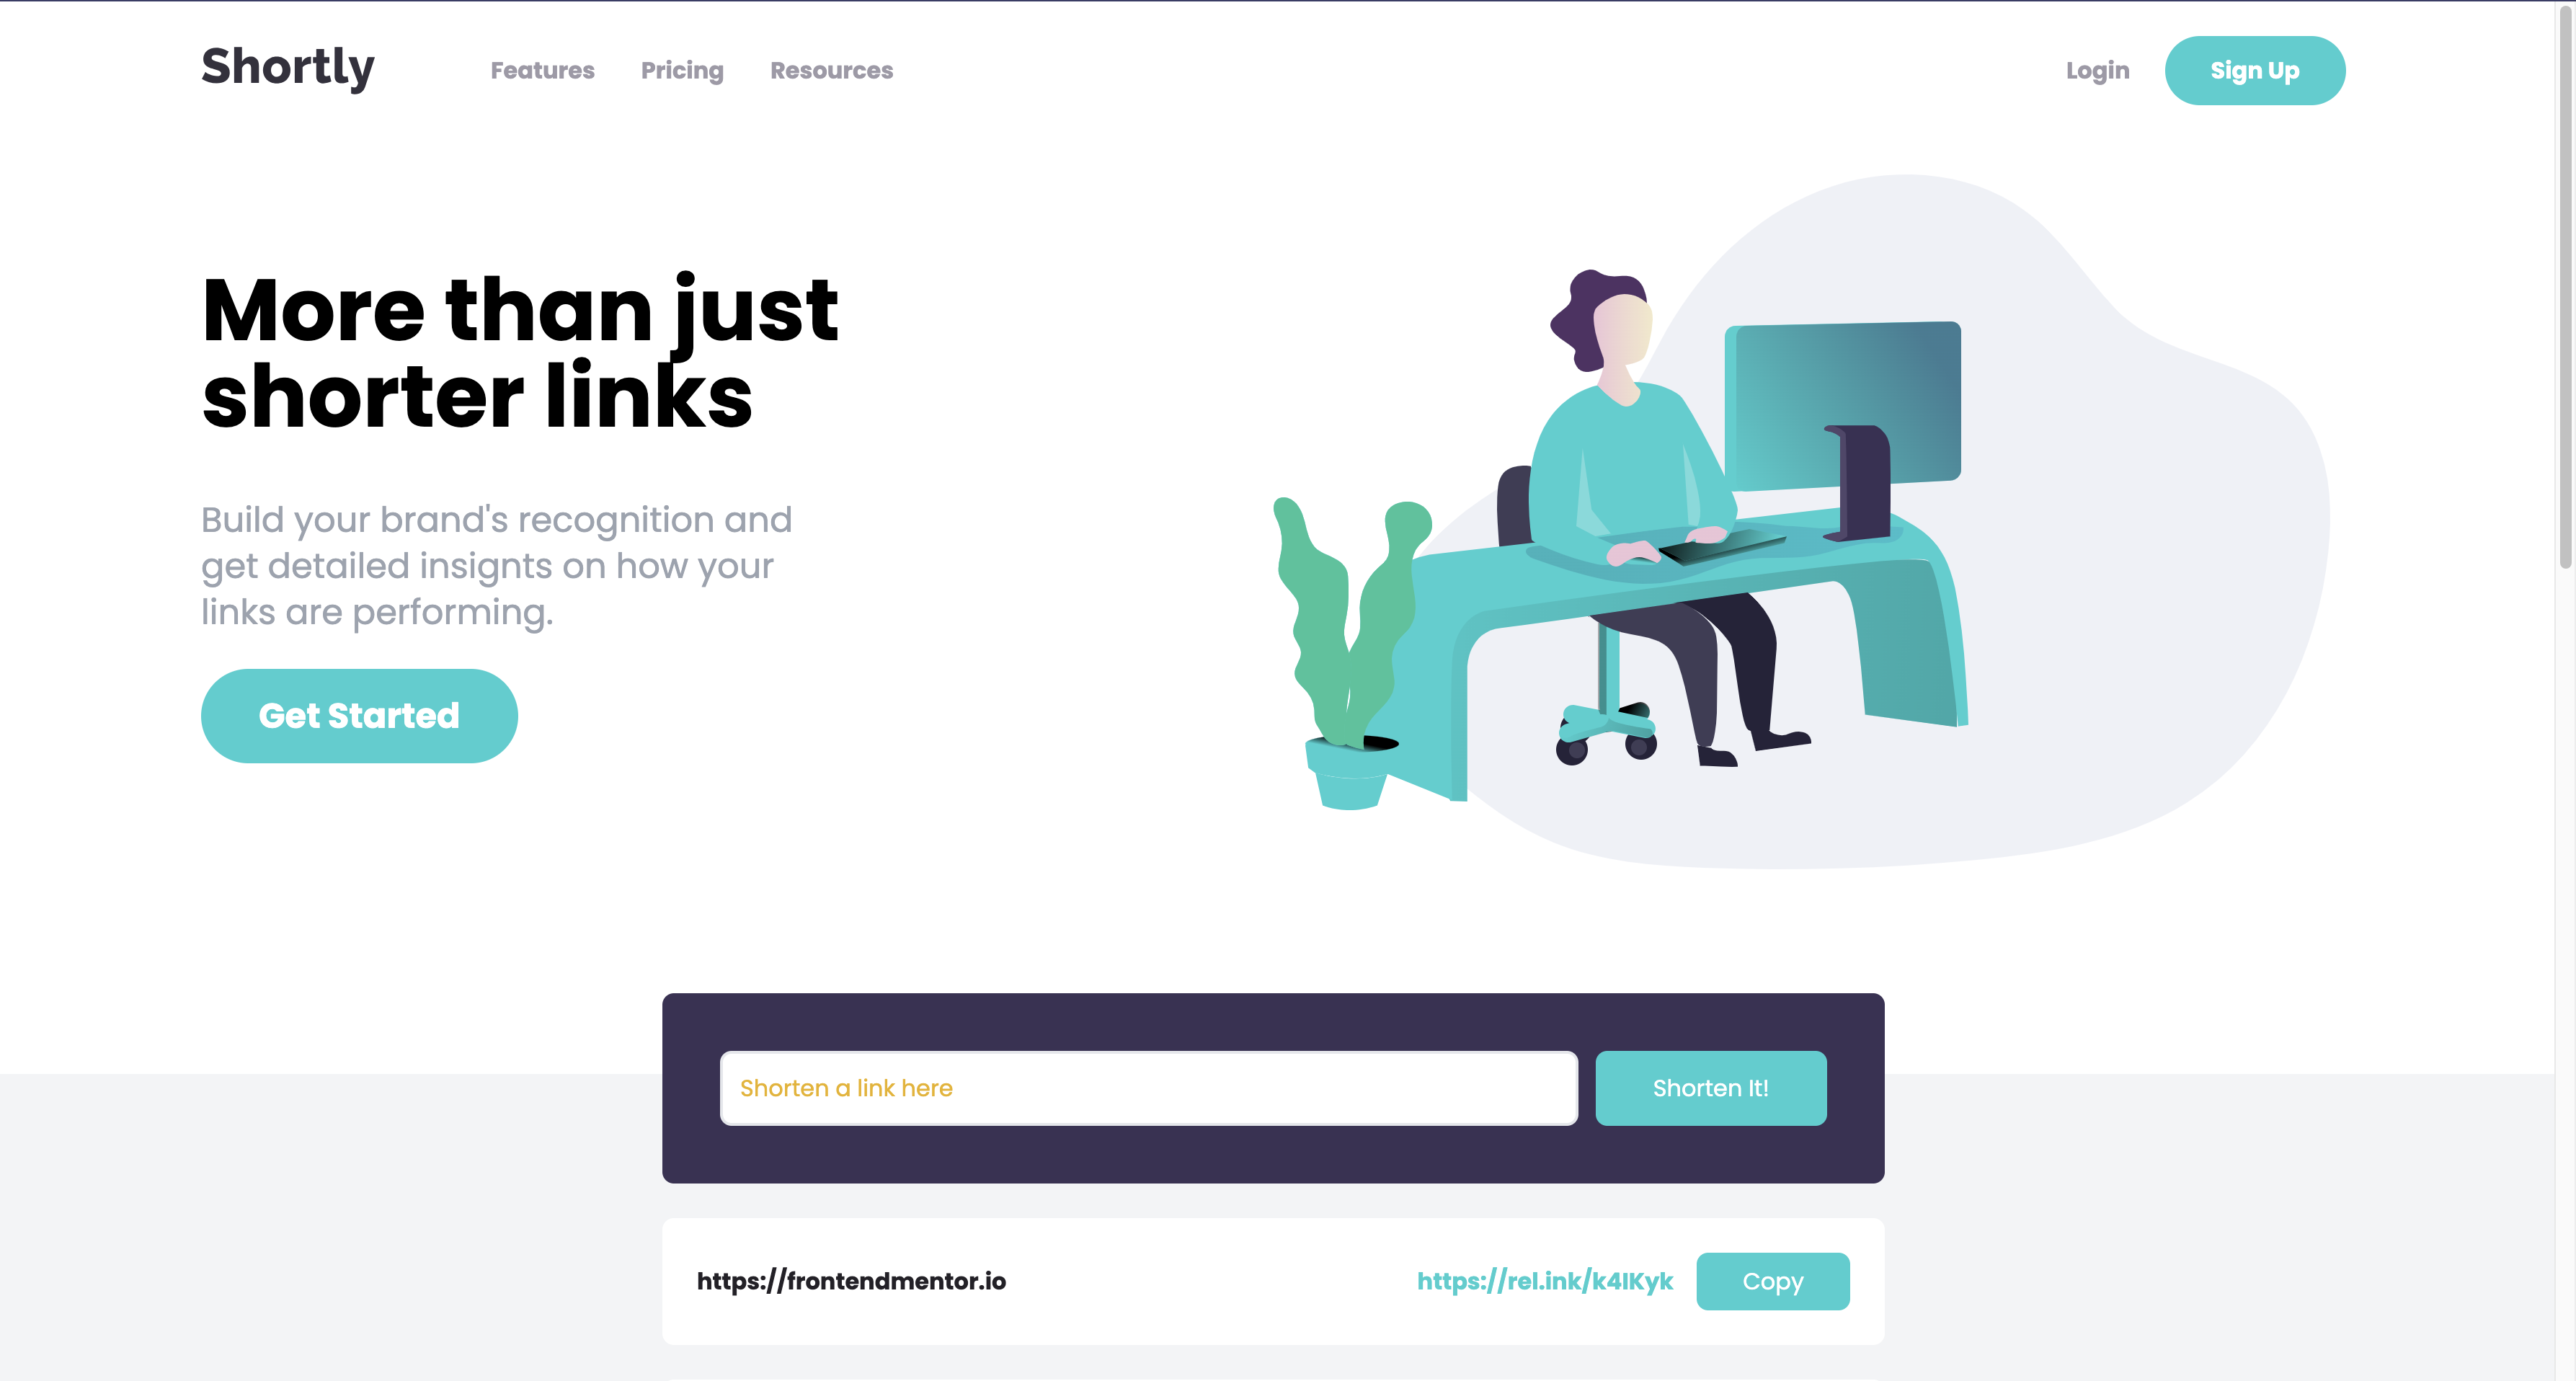 Shortly
Features
Pricing
Resources
Login
Sign Up
More than just
shorter links
Build your brand's recognition and
get detailed insignts on how your
links are performing.
Get Started
Shorten a link here
Shorten It!
https://frontendmentor.io
https://rel.ink/k4lKyk
Copy